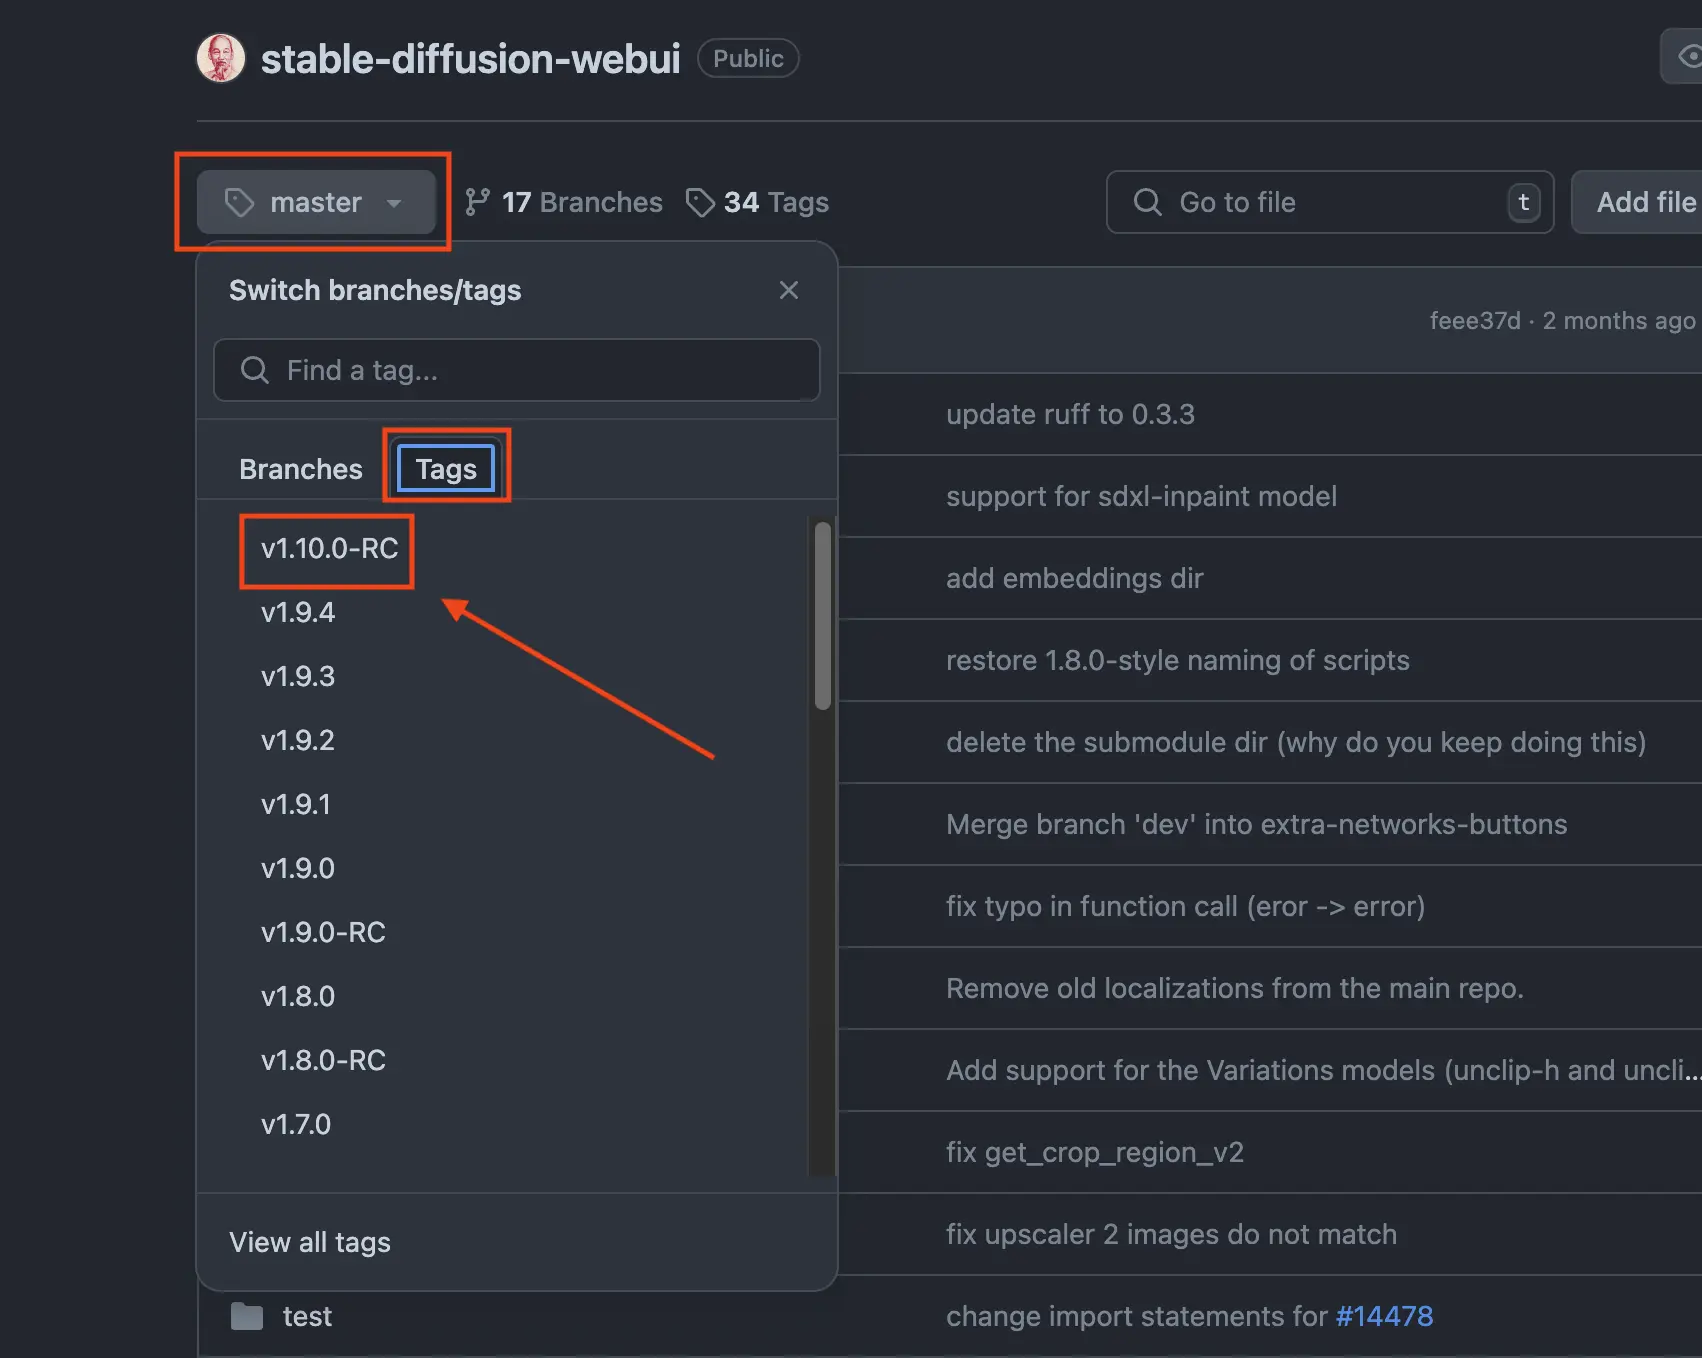 stable-diffusion-webui Public
master 17 Branches 34 Tags Go to file t Add file
Switch branches/tags
Find a tag...
Branches Tags
v1.10.0-RC
v1.9.4
v1.9.3
v1.9.2
v1.9.1
v1.9.0
v1.9.0-RC
v1.8.0
v1.8.0-RC
v1.7.0
View all tags
test
feee37d · 2 months ago
update ruff to 0.3.3
support for sdxl-inpaint model
add embeddings dir
restore 1.8.0-style naming of scripts
delete the submodule dir (why do you keep doing this)
Merge branch 'dev' into extra-networks-buttons
fix typo in function call (eror -> error)
Remove old localizations from the main repo.
Add support for the Variations models (unclip-h and uncli...
fix get_crop_region_v2
fix upscaler 2 images do not match
change import statements for #14478